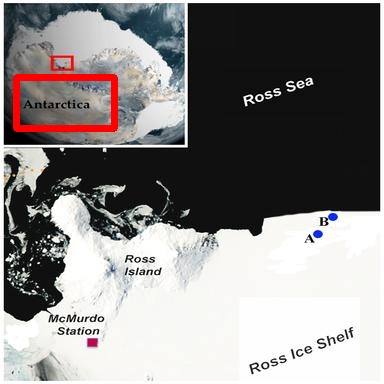 Antarctica
Ross Sea
B
A
Ross
Island
McMurdo
Station
Ross Ice Shelf